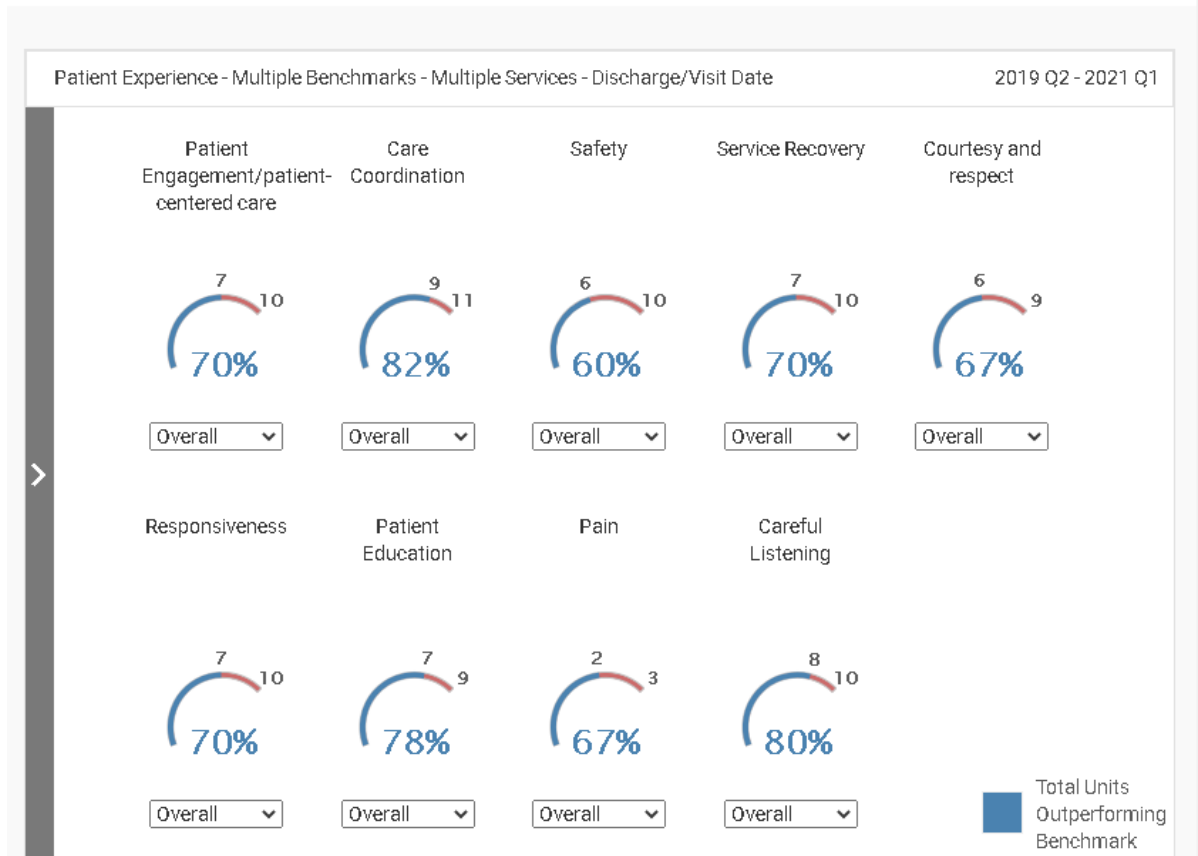 Patient Experience - Multiple Benchmarks - Multiple Services - Discharge/Visit Date
2019 Q2 - 2021 Q1
Patient
Engagement/patient-
centered care
Care
Coordination
Safety
Service Recovery
Courtesy and
respect
7
10
70%
9
11
82%
6
10
60%
7
10
70%
6
9
67%
Overall
Overall
Overall
Overall
Overall
Responsiveness
Patient
Education
Pain
Careful
Listening
7
10
70%
7
9
78%
2
3
67%
8
10
80%
Overall
Overall
Overall
Overall
Total Units
Outperforming
Benchmark